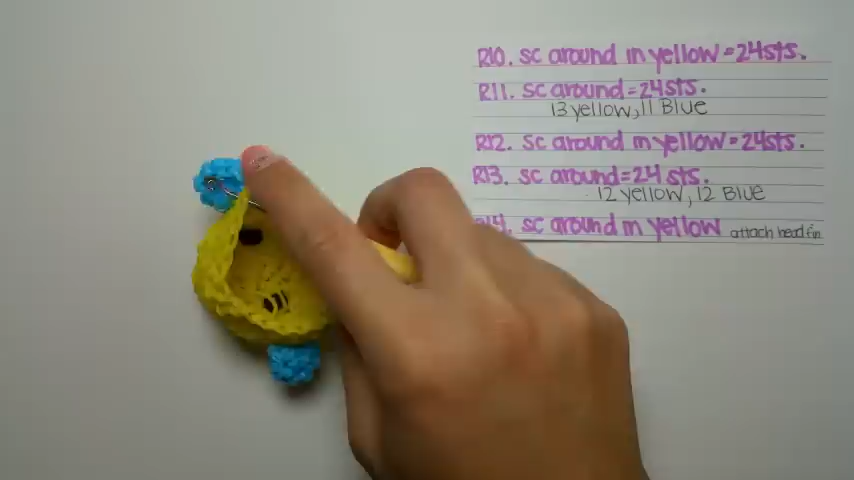 R10. sc around in yellow = 24sts.
R11. sc around = 24sts.
13 yellow, 11 Blue
R12. sc around in yellow = 24sts.
R13. sc around = 24 sts.
12 yellow, 12 Blue
R14. sc around in yellow attach head fin